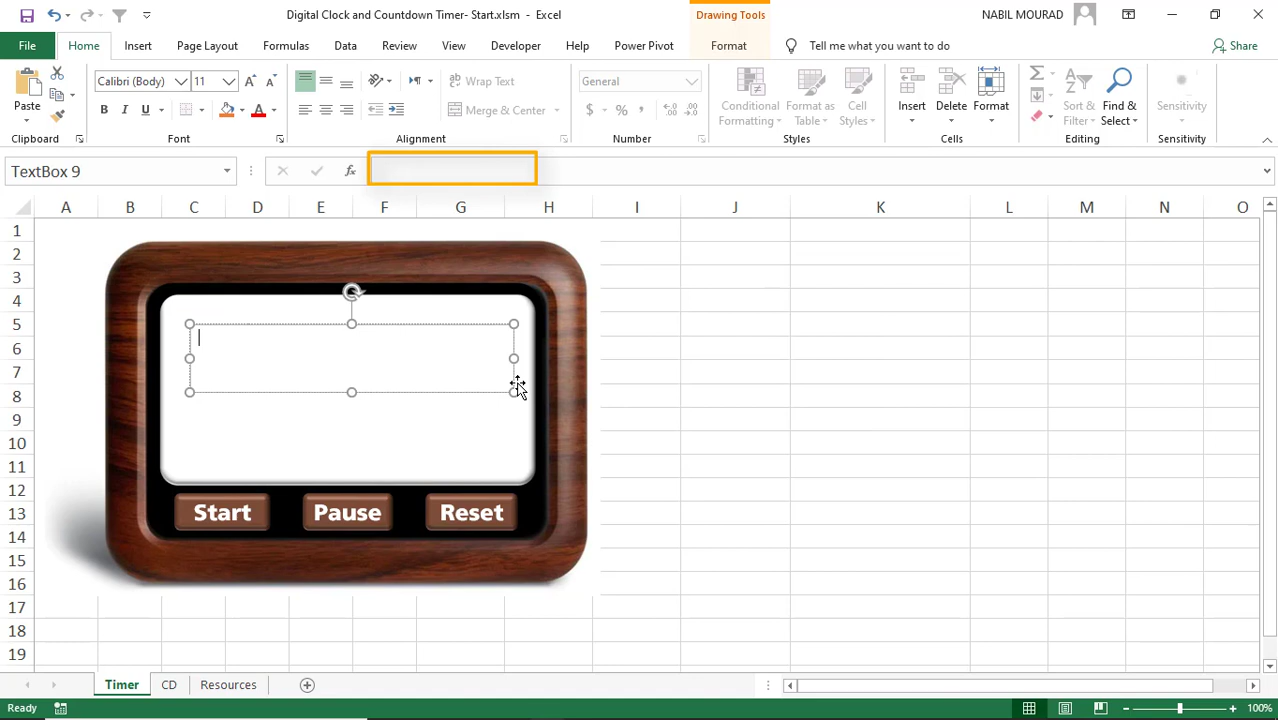 Digital Clock and Countdown Timer- Start.xlsm - Excel
Drawing Tools
NABIL MOURAD
File
Home
Insert
Page Layout
Formulas
Data
Review
View
Developer
Help
Power Pivot
Format
Tell me what you want to do
Share
Calibri (Body)
11
Wrap Text
General
Paste
B I U
A
Merge & Center
$ % ,
Conditional Formatting
Format as Table
Cell Styles
Insert
Delete
Format
Sort & Filter
Find & Select
Sensitivity
Clipboard
Font
Alignment
Number
Styles
Cells
Editing
Sensitivity
TextBox 9
fx
A B C D E F G H I J K L M N O
1
2
3
4
5
6
7
8
9
10
11
12
13
14
15
16
17
18
19
Start
Pause
Reset
Timer
CD
Resources
Ready
100%